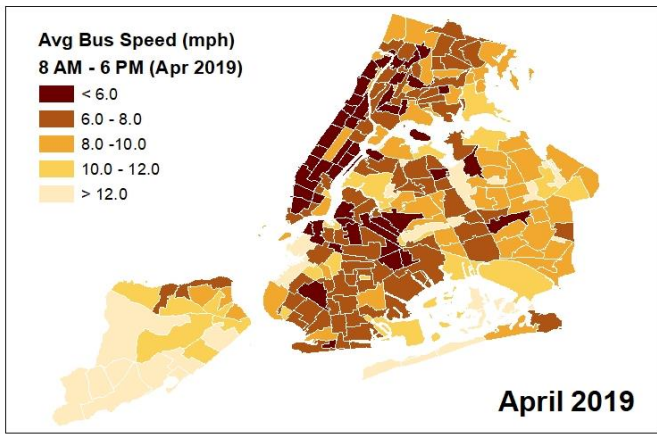 Avg Bus Speed (mph)
8 AM - 6 PM (Apr 2019)
< 6.0
6.0 -8.0
8.0 -10.0
10.0 - 12.0
> 12.0
April 2019